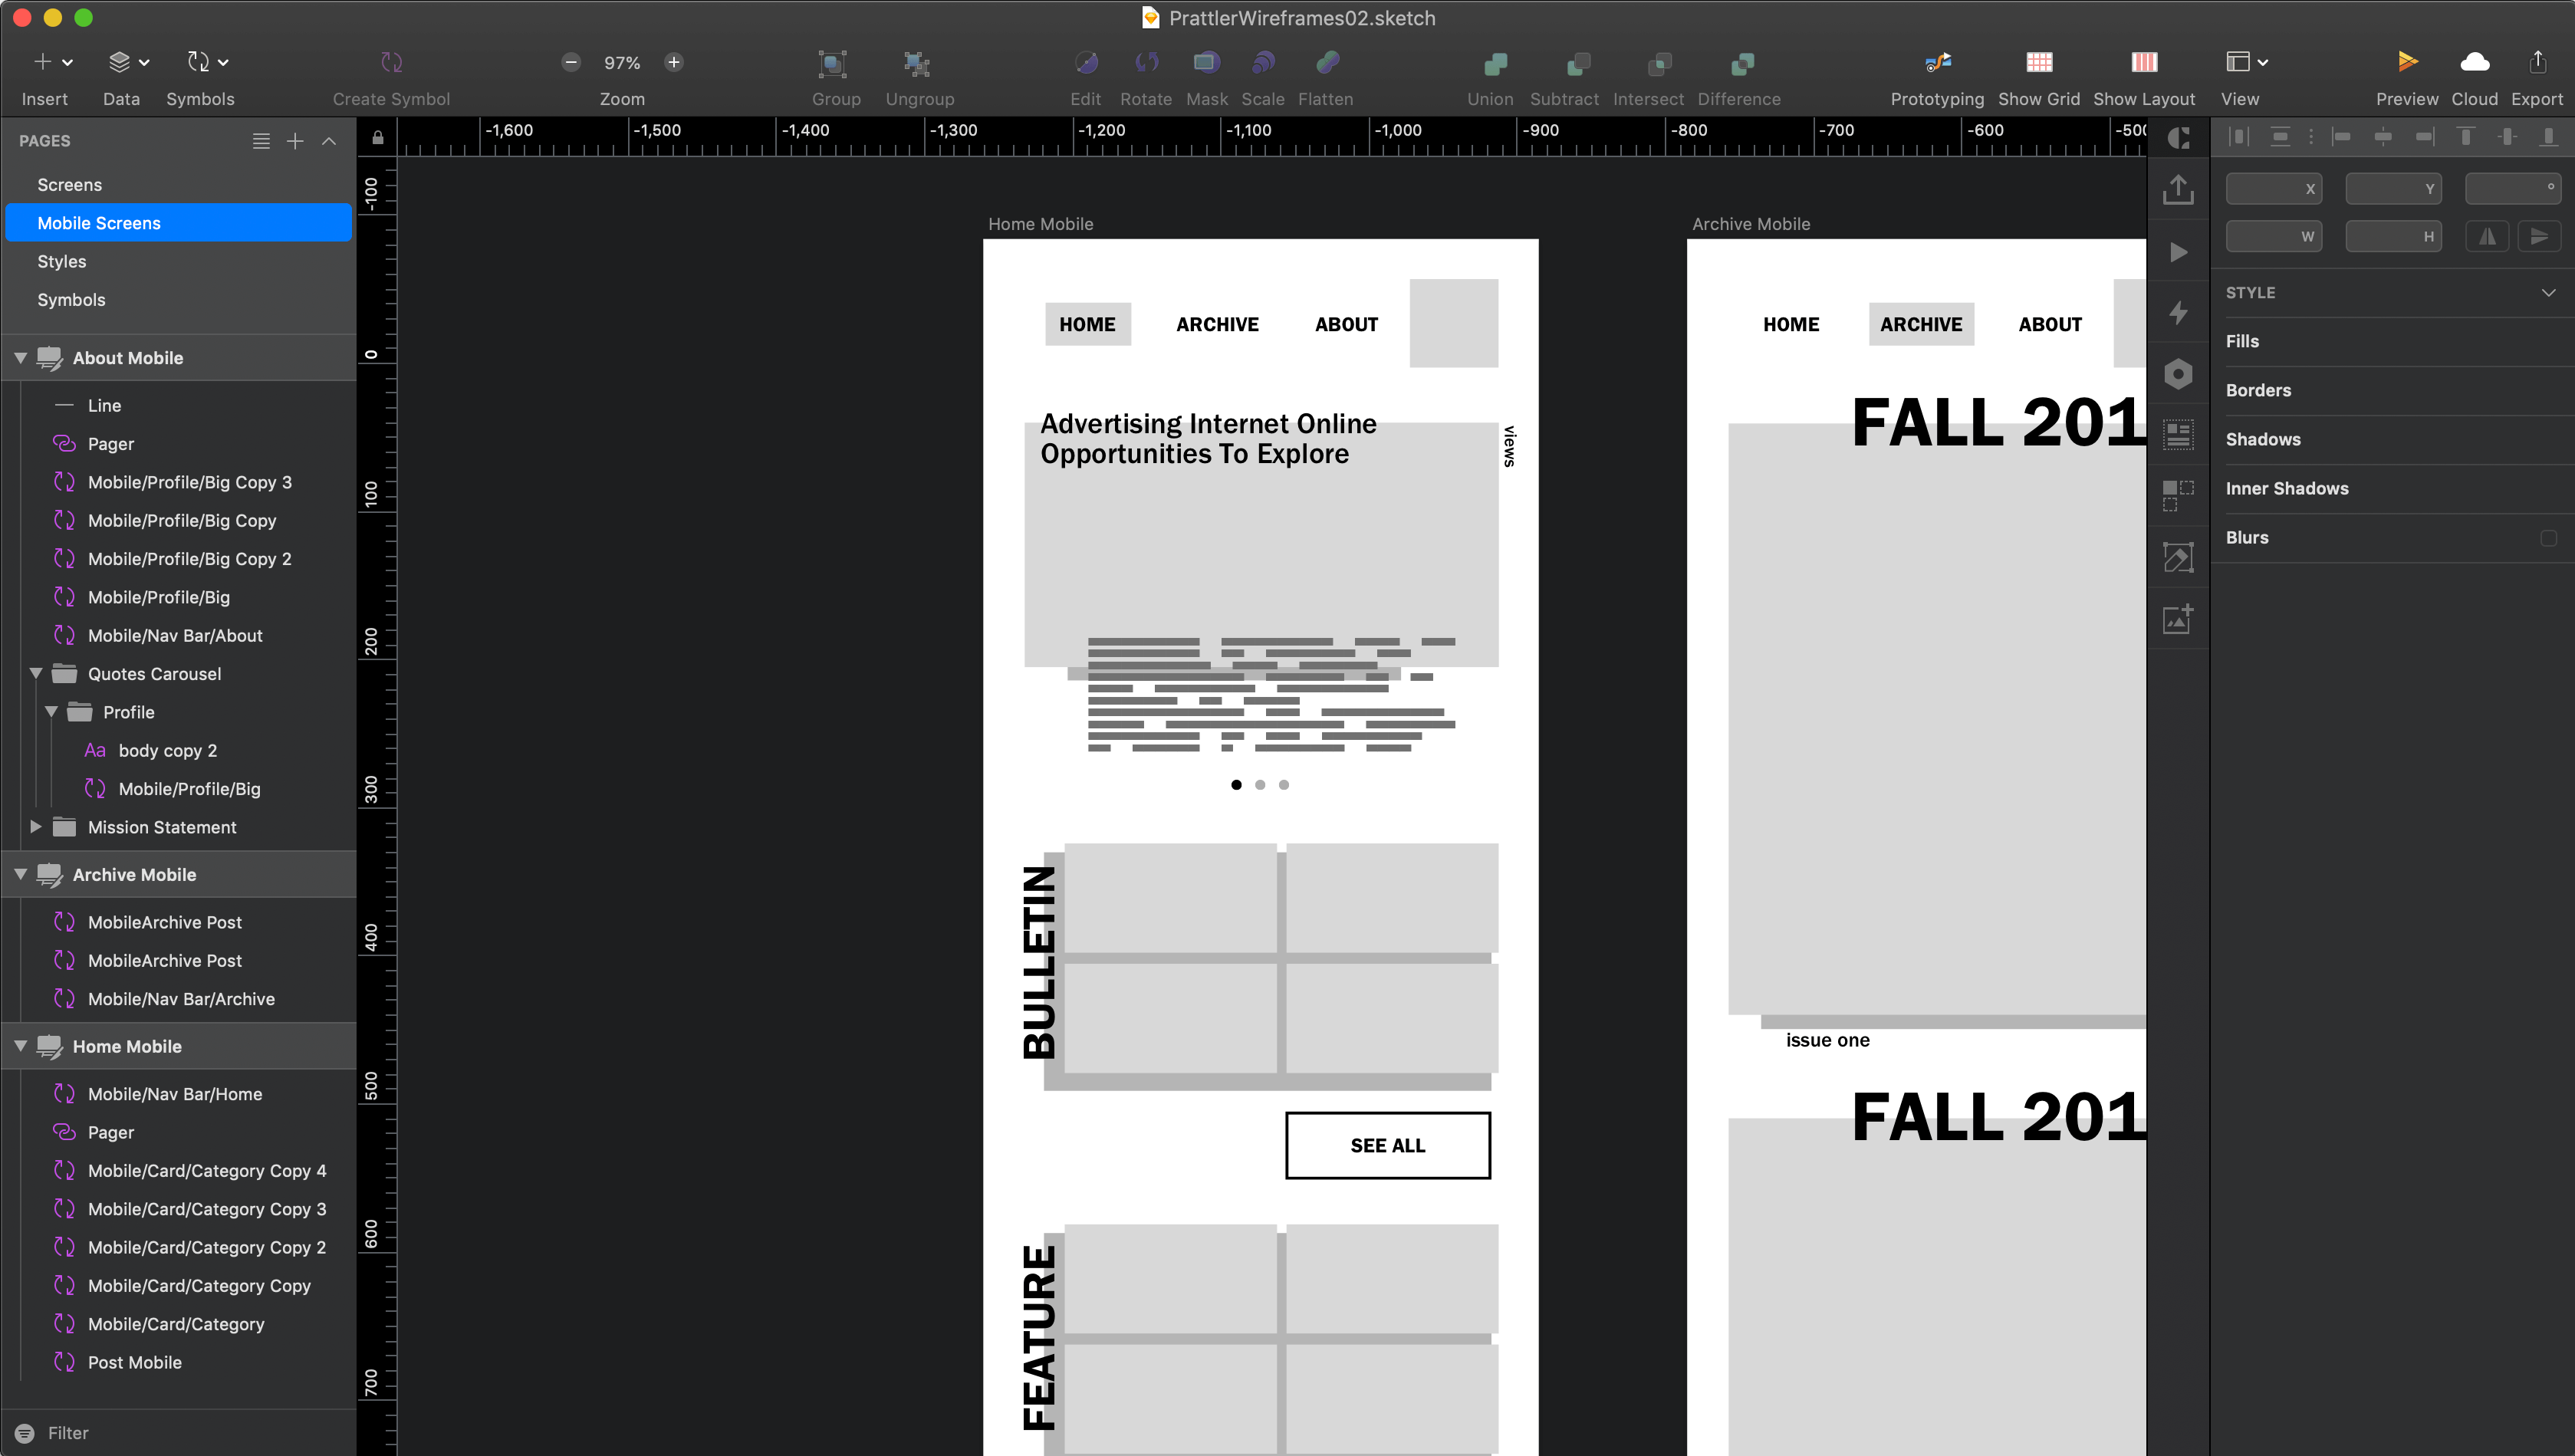 PrattlerWireframes02.sketch
97%
Insert
Data
Symbols
Create Symbol
Zoom
Group
Ungroup
Edit
Rotate
Mask
Scale
Flatten
Union
Subtract
Intersect
Difference
Prototyping
Show Grid
Show Layout
View
Preview
Cloud
Export
PAGES
Screens
Mobile Screens
Styles
Symbols
About Mobile
Line
Pager
Mobile/Profile/Big Copy 3
Mobile/Profile/Big Copy
Mobile/Profile/Big Copy 2
Mobile/Profile/Big
Mobile/Nav Bar/About
Quotes Carousel
Profile
Aa body copy 2
Mobile/Profile/Big
Mission Statement
Archive Mobile
MobileArchive Post
MobileArchive Post
Mobile/Nav Bar/Archive
Home Mobile
Mobile/Nav Bar/Home
Pager
Mobile/Card/Category Copy 4
Mobile/Card/Category Copy 3
Mobile/Card/Category Copy 2
Mobile/Card/Category Copy
Mobile/Card/Category
Post Mobile
Filter
-1,600 -1,500 -1,400 -1,300 -1,200 -1,100 -1,000 -900 -800 -700 -600 -500
-100
0
100
200
300
400
500
600
700
Home Mobile
HOME ARCHIVE ABOUT
Advertising Internet Online
Opportunities To Explore
views
BULLETIN
SEE ALL
FEATURE
Archive Mobile
HOME ARCHIVE ABOUT
FALL 201
issue one
FALL 201
X Y °
W H
STYLE
Fills
Borders
Shadows
Inner Shadows
Blurs